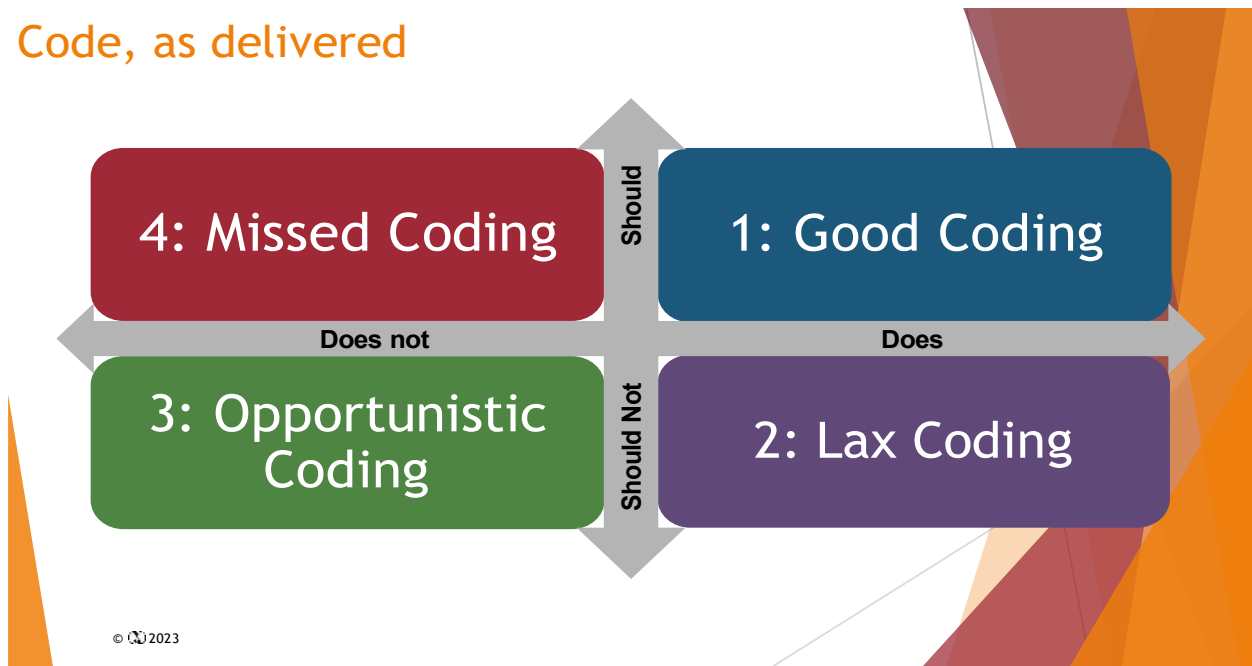 Code, as delivered
4: Missed Coding
Should
1: Good Coding
Does not
Does
3: Opportunistic
Coding
Should Not
2: Lax Coding
© 2023